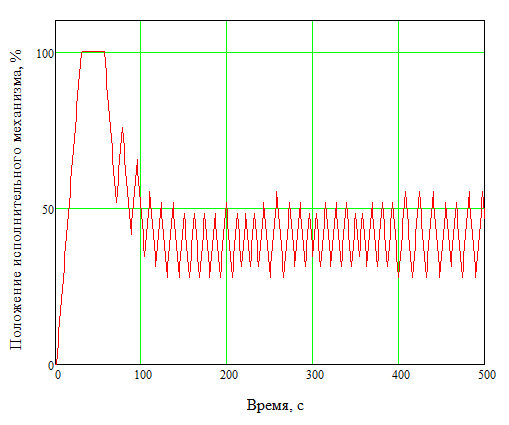 Положение исполнительного механизма, %
100
50
0
0 100 200 300 400 500
Время, с